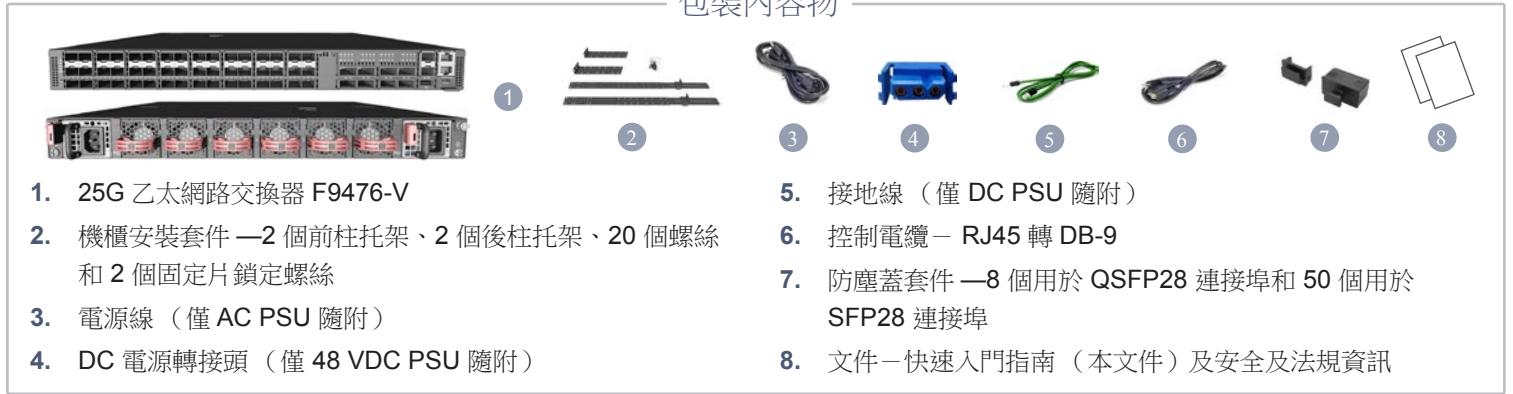 包裝內容物
1
2
3
4
5
6
7
8
1. 25G 乙太網路交換器 F9476-V
2. 機櫃安裝套件 —2 個前柱托架、2 個後柱托架、20 個螺絲
和 2 個固定片鎖定螺絲
3. 電源線 （僅 AC PSU 隨附）
4. DC 電源轉接頭 （僅 48 VDC PSU 隨附）
5. 接地線 （僅 DC PSU 隨附）
6. 控制電纜－ RJ45 轉 DB-9
7. 防塵蓋套件 —8 個用於 QSFP28 連接埠和 50 個用於
SFP28 連接埠
8. 文件－快速入門指南 （本文件）及安全及法規資訊